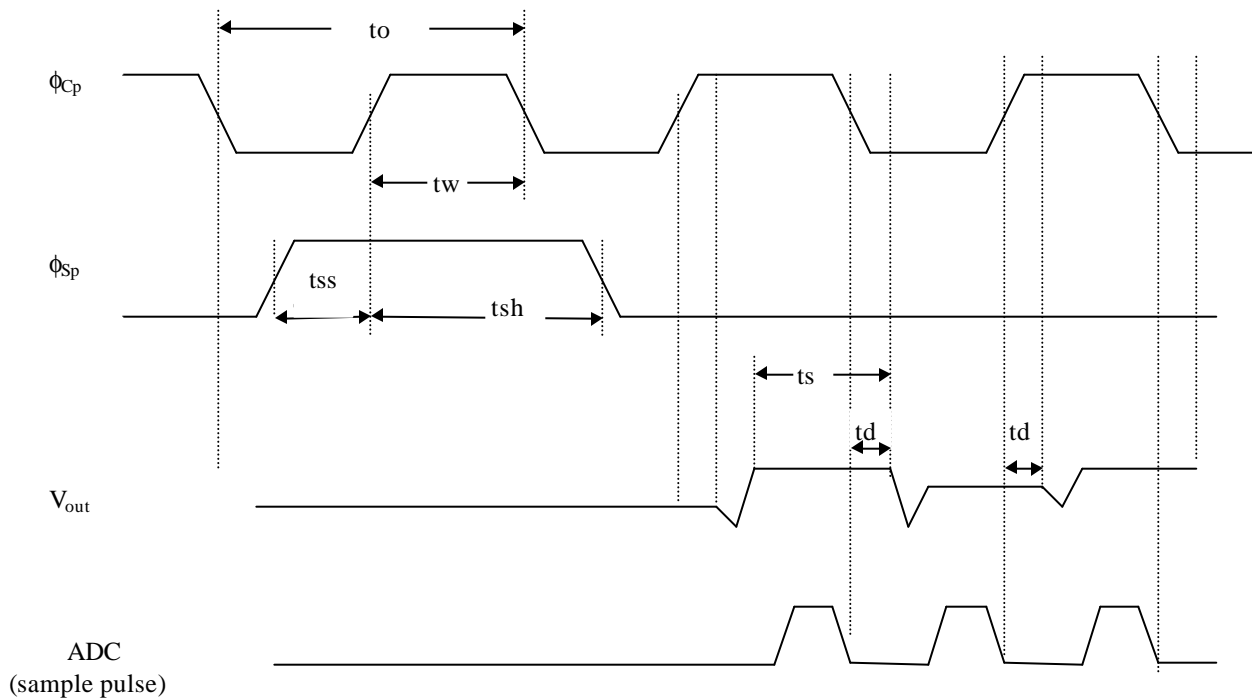 to
ϕCp
tw
ϕSp
tss
tsh
ts
td
td
Vout
ADC
(sample pulse)